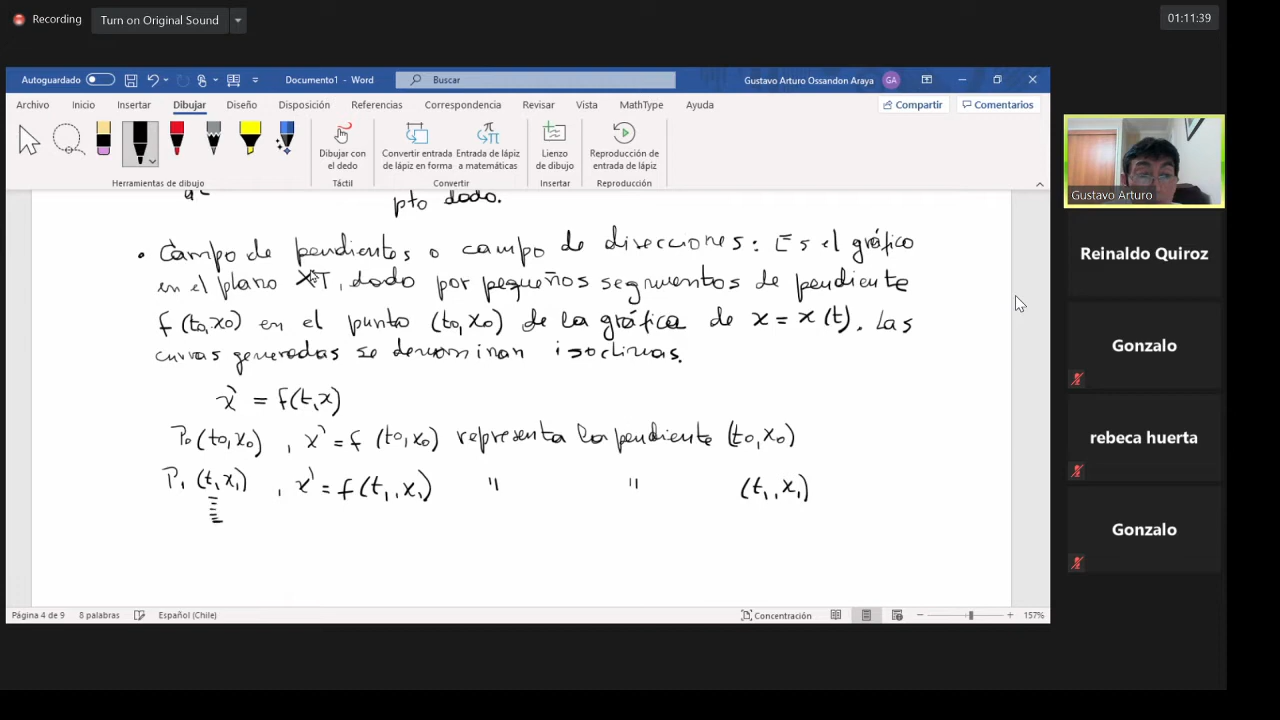 Recording
Turn on Original Sound
01:11:39
Autoguardado
Documento1 - Word
Buscar
Gustavo Arturo Ossandon Araya
GA
Archivo Inicio Insertar Dibujar Diseño Disposición Referencias Correspondencia Revisar Vista MathType Ayuda
Compartir
Comentarios
Dibujar con el dedo
Convertir entrada de lápiz en forma
Entrada de lápiz a matemáticas
Lienzo de dibujo
Reproducción de entrada de lápiz
Herramientas de dibujo
Táctil
Convertir
Insertar
Reproducción
pto dado.
• Campo de pendientes o campo de direcciones: Es el gráfico
en el plano XT, dado por pequeños segmentos de pendiente
f(t0,x0) en el punto (t0,x0) de la gráfica de x = x(t). Las
curvas generadas se denominan isoclinas.
x' = f(t,x)
P0(t0,x0) , x' = f(t0,x0) representa la pendiente (t0,x0)
P1(t1,x1) , x' = f(t1,x1) " " (t1,x1)
Página 4 de 9
8 palabras
Español (Chile)
Concentración
157%
Gustavo Arturo
Reinaldo Quiroz
Gonzalo
rebeca huerta
Gonzalo